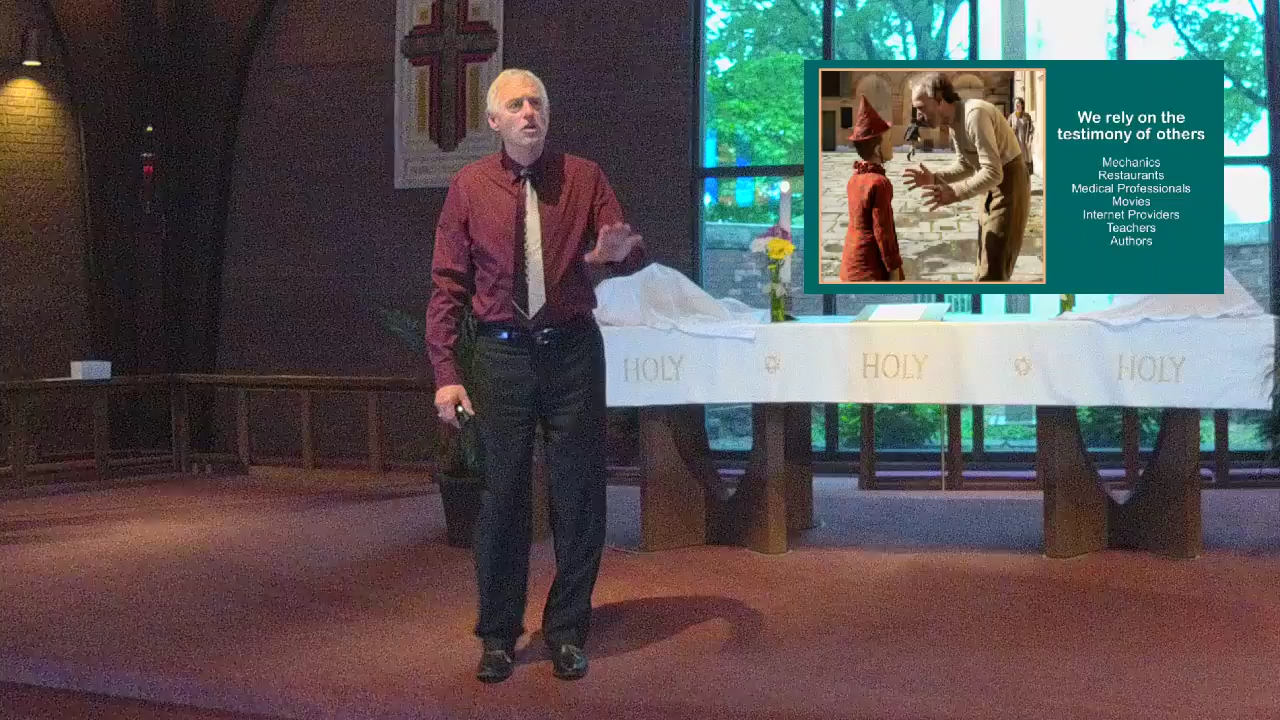 We rely on the
testimony of others
Mechanics
Restaurants
Medical Professionals
Movies
Internet Providers
Teachers
Authors
HOLY
HOLY
HOLY